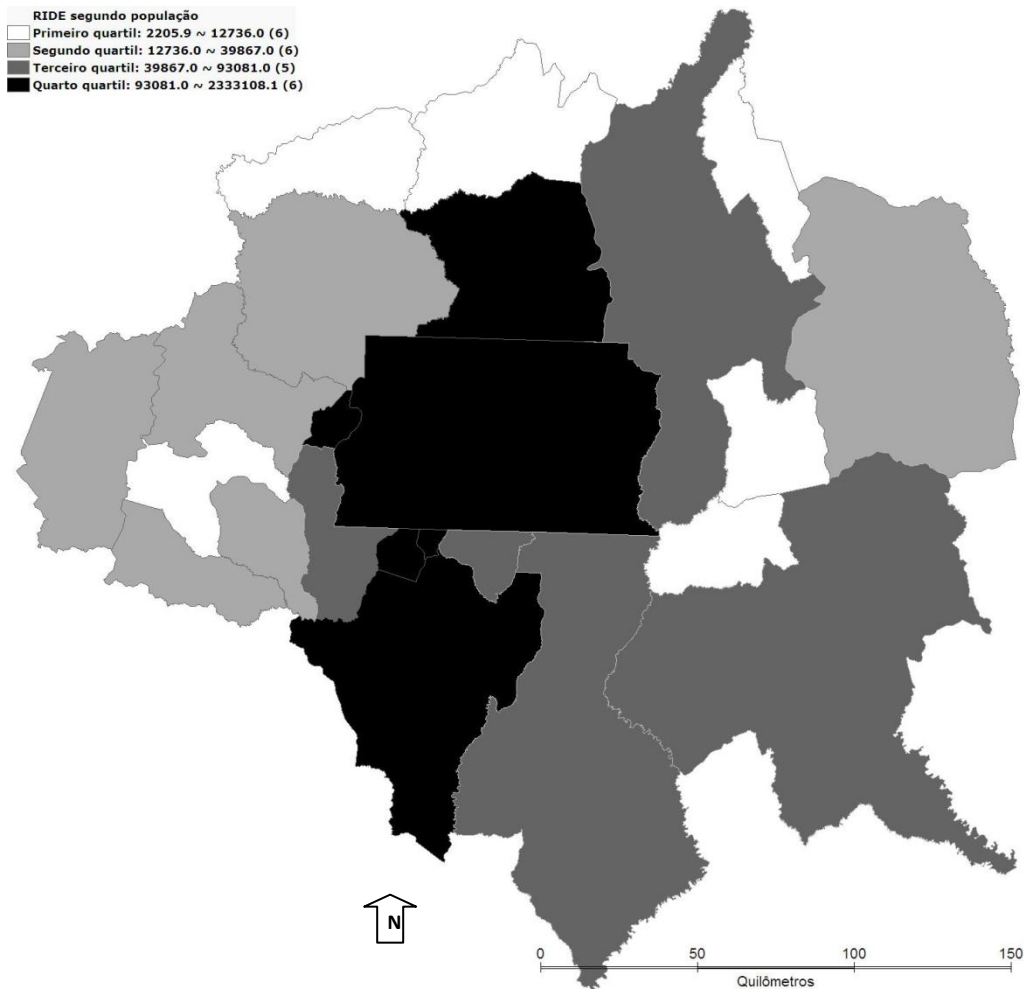 RIDE segundo população
Primeiro quartil: 2205.9 ~ 12736.0 (6)
Segundo quartil: 12736.0 ~ 39867.0 (6)
Terceiro quartil: 39867.0 ~ 93081.0 (5)
Quarto quartil: 93081.0 ~ 2333108.1 (6)
N
0 50 100 150
Quilômetros